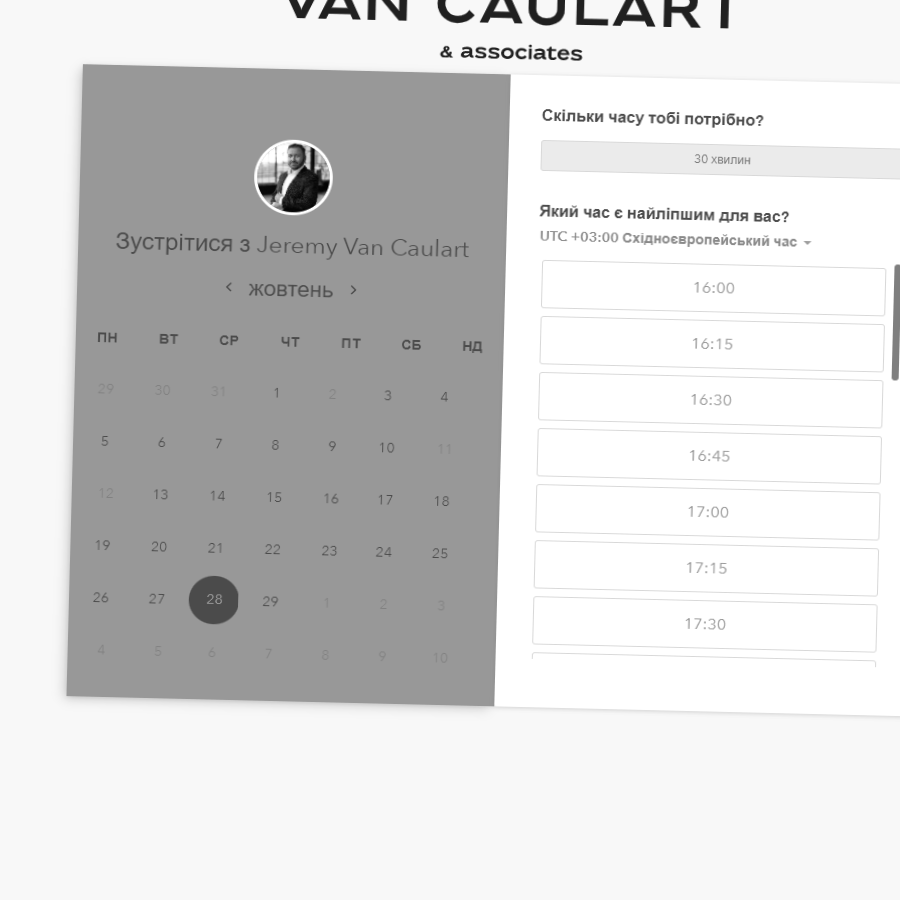 VAN CAULART
& associates
Зустрітися з Jeremy Van Caulart
жовтень
ПН ВТ СР ЧТ ПТ СБ НД
29 30 31 1 2 3 4
5 6 7 8 9 10 11
12 13 14 15 16 17 18
19 20 21 22 23 24 25
26 27 28 29 1 2 3
4 5 6 7 8 9 10
Скільки часу тобі потрібно?
30 хвилин
Який час є найліпшим для вас?
UTC +03:00 Східноєвропейський час
16:00
16:15
16:30
16:45
17:00
17:15
17:30